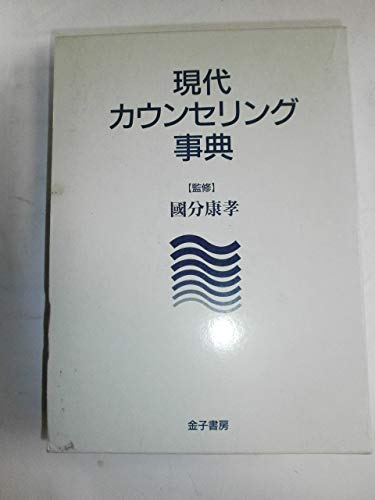 現代
カウンセリング
事典
【監修】
國分康孝
金子書房